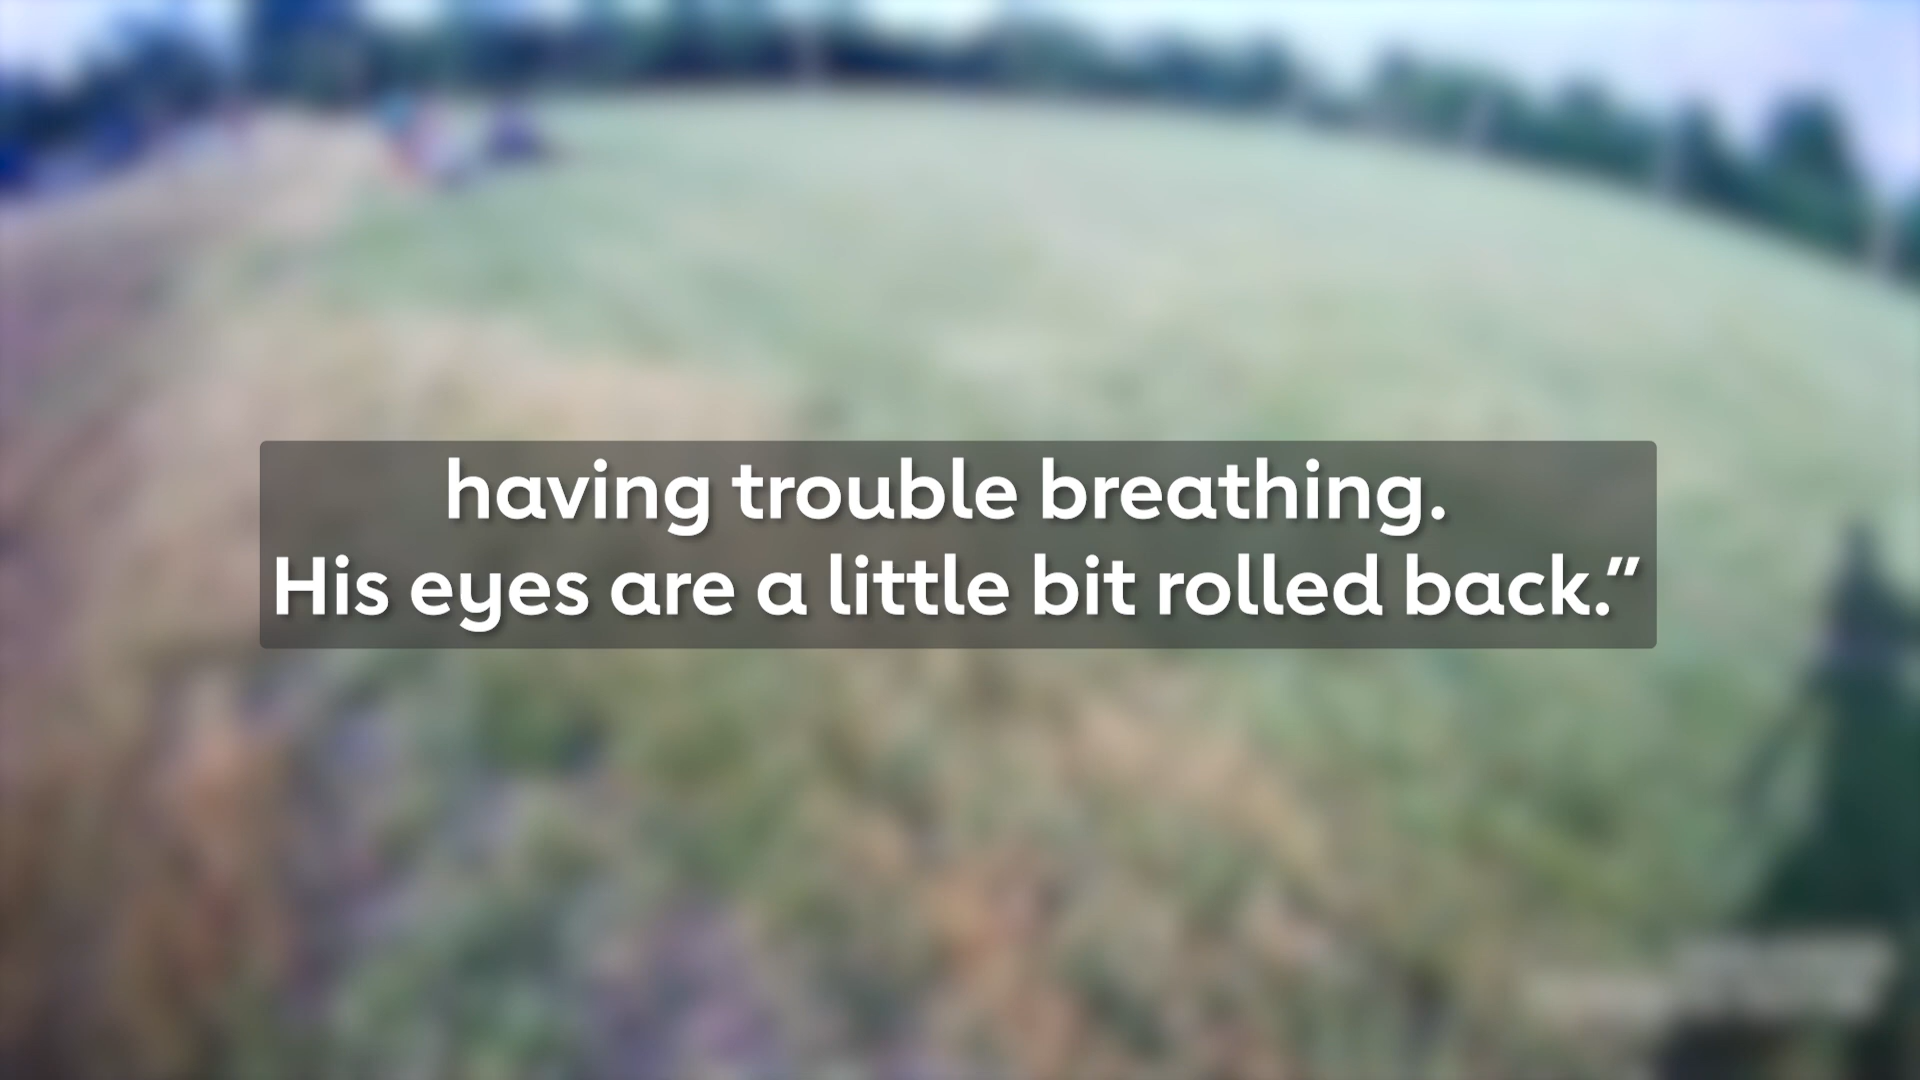 having trouble breathing.
His eyes are a little bit rolled back.”